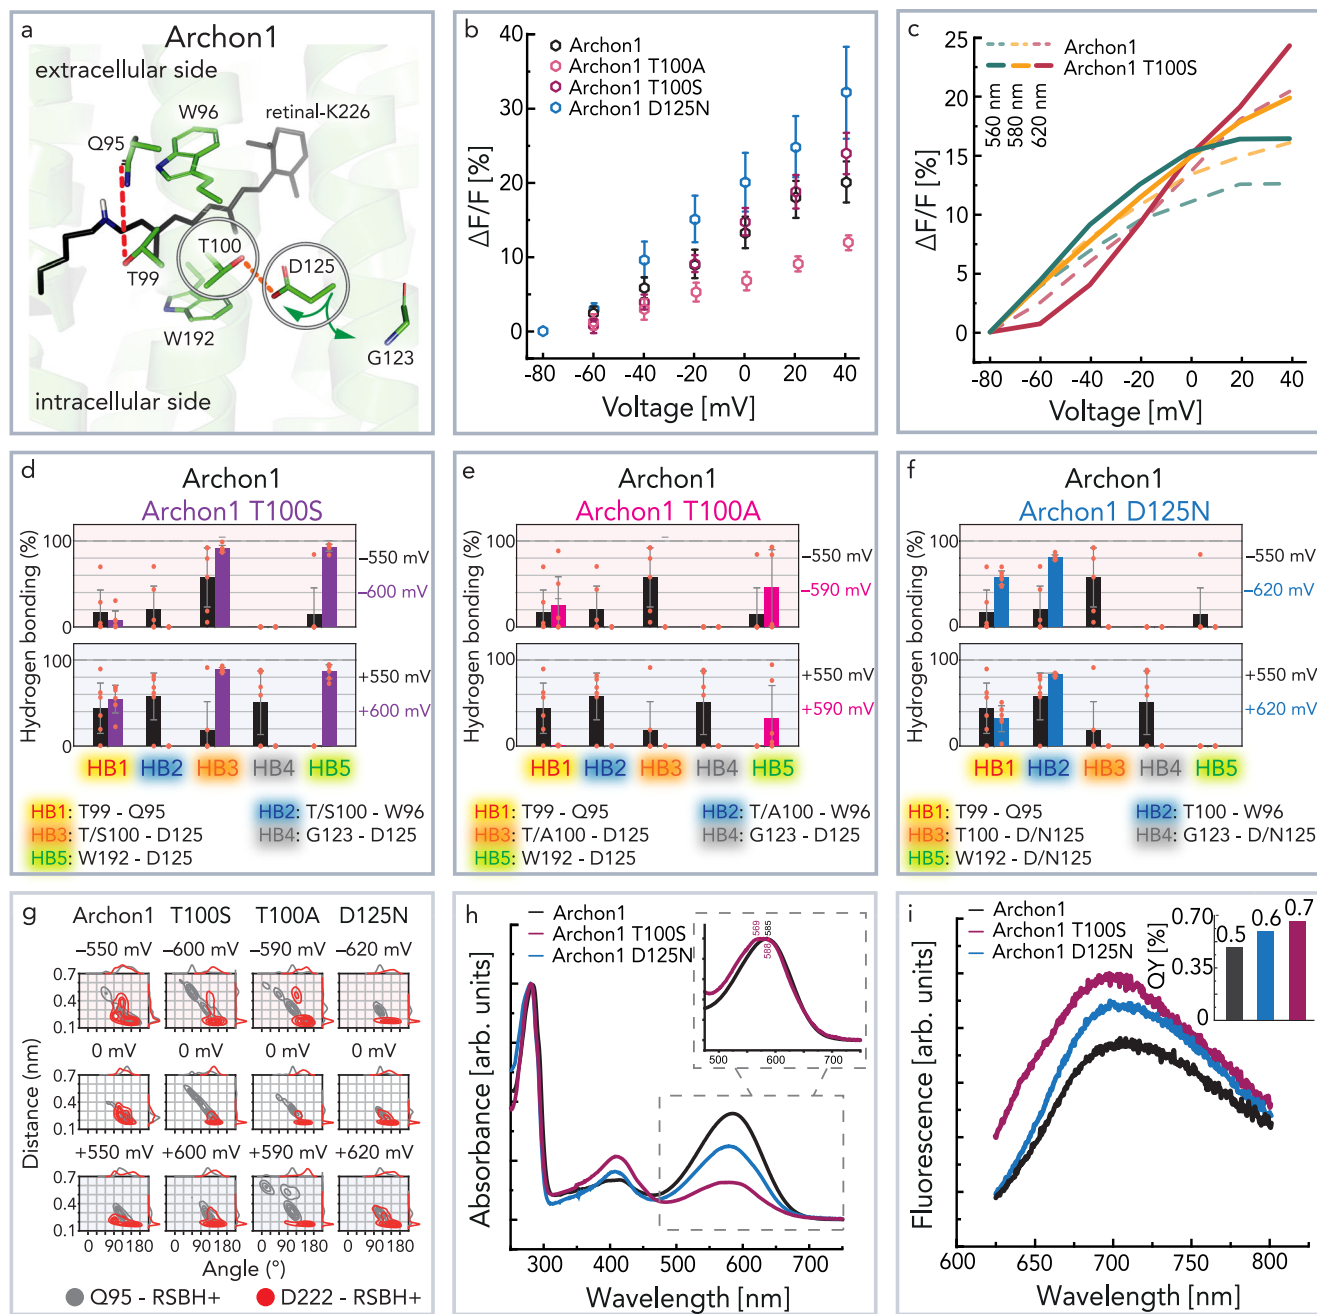 a
Archon1
extracellular side
W96
Q95
retinal-K226
T100
D125
T99
W192
G123
intracellular side
b
Archon1
Archon1 T100A
Archon1 T100S
Archon1 D125N
ΔF/F [%]
40
30
20
10
0
-80 -60 -40 -20 0 20 40
Voltage [mV]
c
Archon1
Archon1 T100S
560 nm
580 nm
620 nm
ΔF/F [%]
25
20
15
10
5
0
-80 -60 -40 -20 0 20 40
Voltage [mV]
d
Archon1
Archon1 T100S
Hydrogen bonding (%)
100
0
−550 mV
−600 mV
100
0
+550 mV
+600 mV
HB1 HB2 HB3 HB4 HB5
HB1: T99 - Q95
HB2: T/S100 - W96
HB3: T/S100 - D125
HB4: G123 - D125
HB5: W192 - D125
e
Archon1
Archon1 T100A
Hydrogen bonding (%)
100
0
−550 mV
−590 mV
100
0
+550 mV
+590 mV
HB1 HB2 HB3 HB4 HB5
HB1: T99 - Q95
HB2: T/A100 - W96
HB3: T/A100 - D125
HB4: G123 - D125
HB5: W192 - D125
f
Archon1
Archon1 D125N
Hydrogen bonding (%)
100
0
−550 mV
−620 mV
100
0
+550 mV
+620 mV
HB1 HB2 HB3 HB4 HB5
HB1: T99 - Q95
HB2: T100 - W96
HB3: T100 - D/N125
HB4: G123 - D/N125
HB5: W192 - D/N125
g
Archon1 T100S T100A D125N
−550 mV −600 mV −590 mV −620 mV
0.7
0.4
0.1
0 mV 0 mV 0 mV 0 mV
0.7
0.4
0.1
+550 mV +600 mV +590 mV +620 mV
0.7
0.4
0.1
0 90 180 0 90 180 0 90 180 0 90 180
Distance (nm)
Angle (°)
Q95 - RSBH+ D222 - RSBH+
h
Archon1
Archon1 T100S
Archon1 D125N
569
588
585
500 600 700
Absorbance [arb. units]
300 400 500 600 700
Wavelength [nm]
i
Archon1
Archon1 T100S
Archon1 D125N
QY [%]
0.70
0.35
0
0.5 0.6 0.7
Fluorescence [arb. units]
600 650 700 750 800
Wavelength [nm]